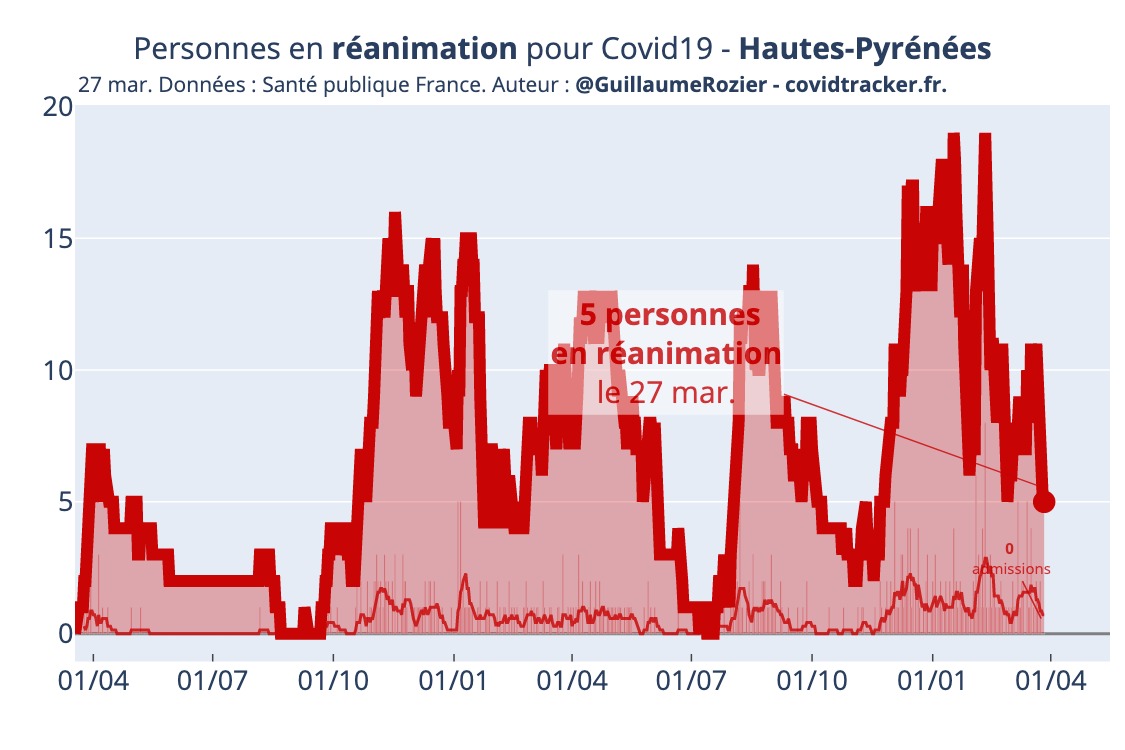 Personnes en réanimation pour Covid19 - Hautes-Pyrénées
27 mar. Données : Santé publique France. Auteur : @GuillaumeRozier - covidtracker.fr.
20
15
10
5
0
5 personnes
en réanimation
le 27 mar.
0
admissions
01/04
01/07
01/10
01/01
01/04
01/07
01/10
01/01
01/04